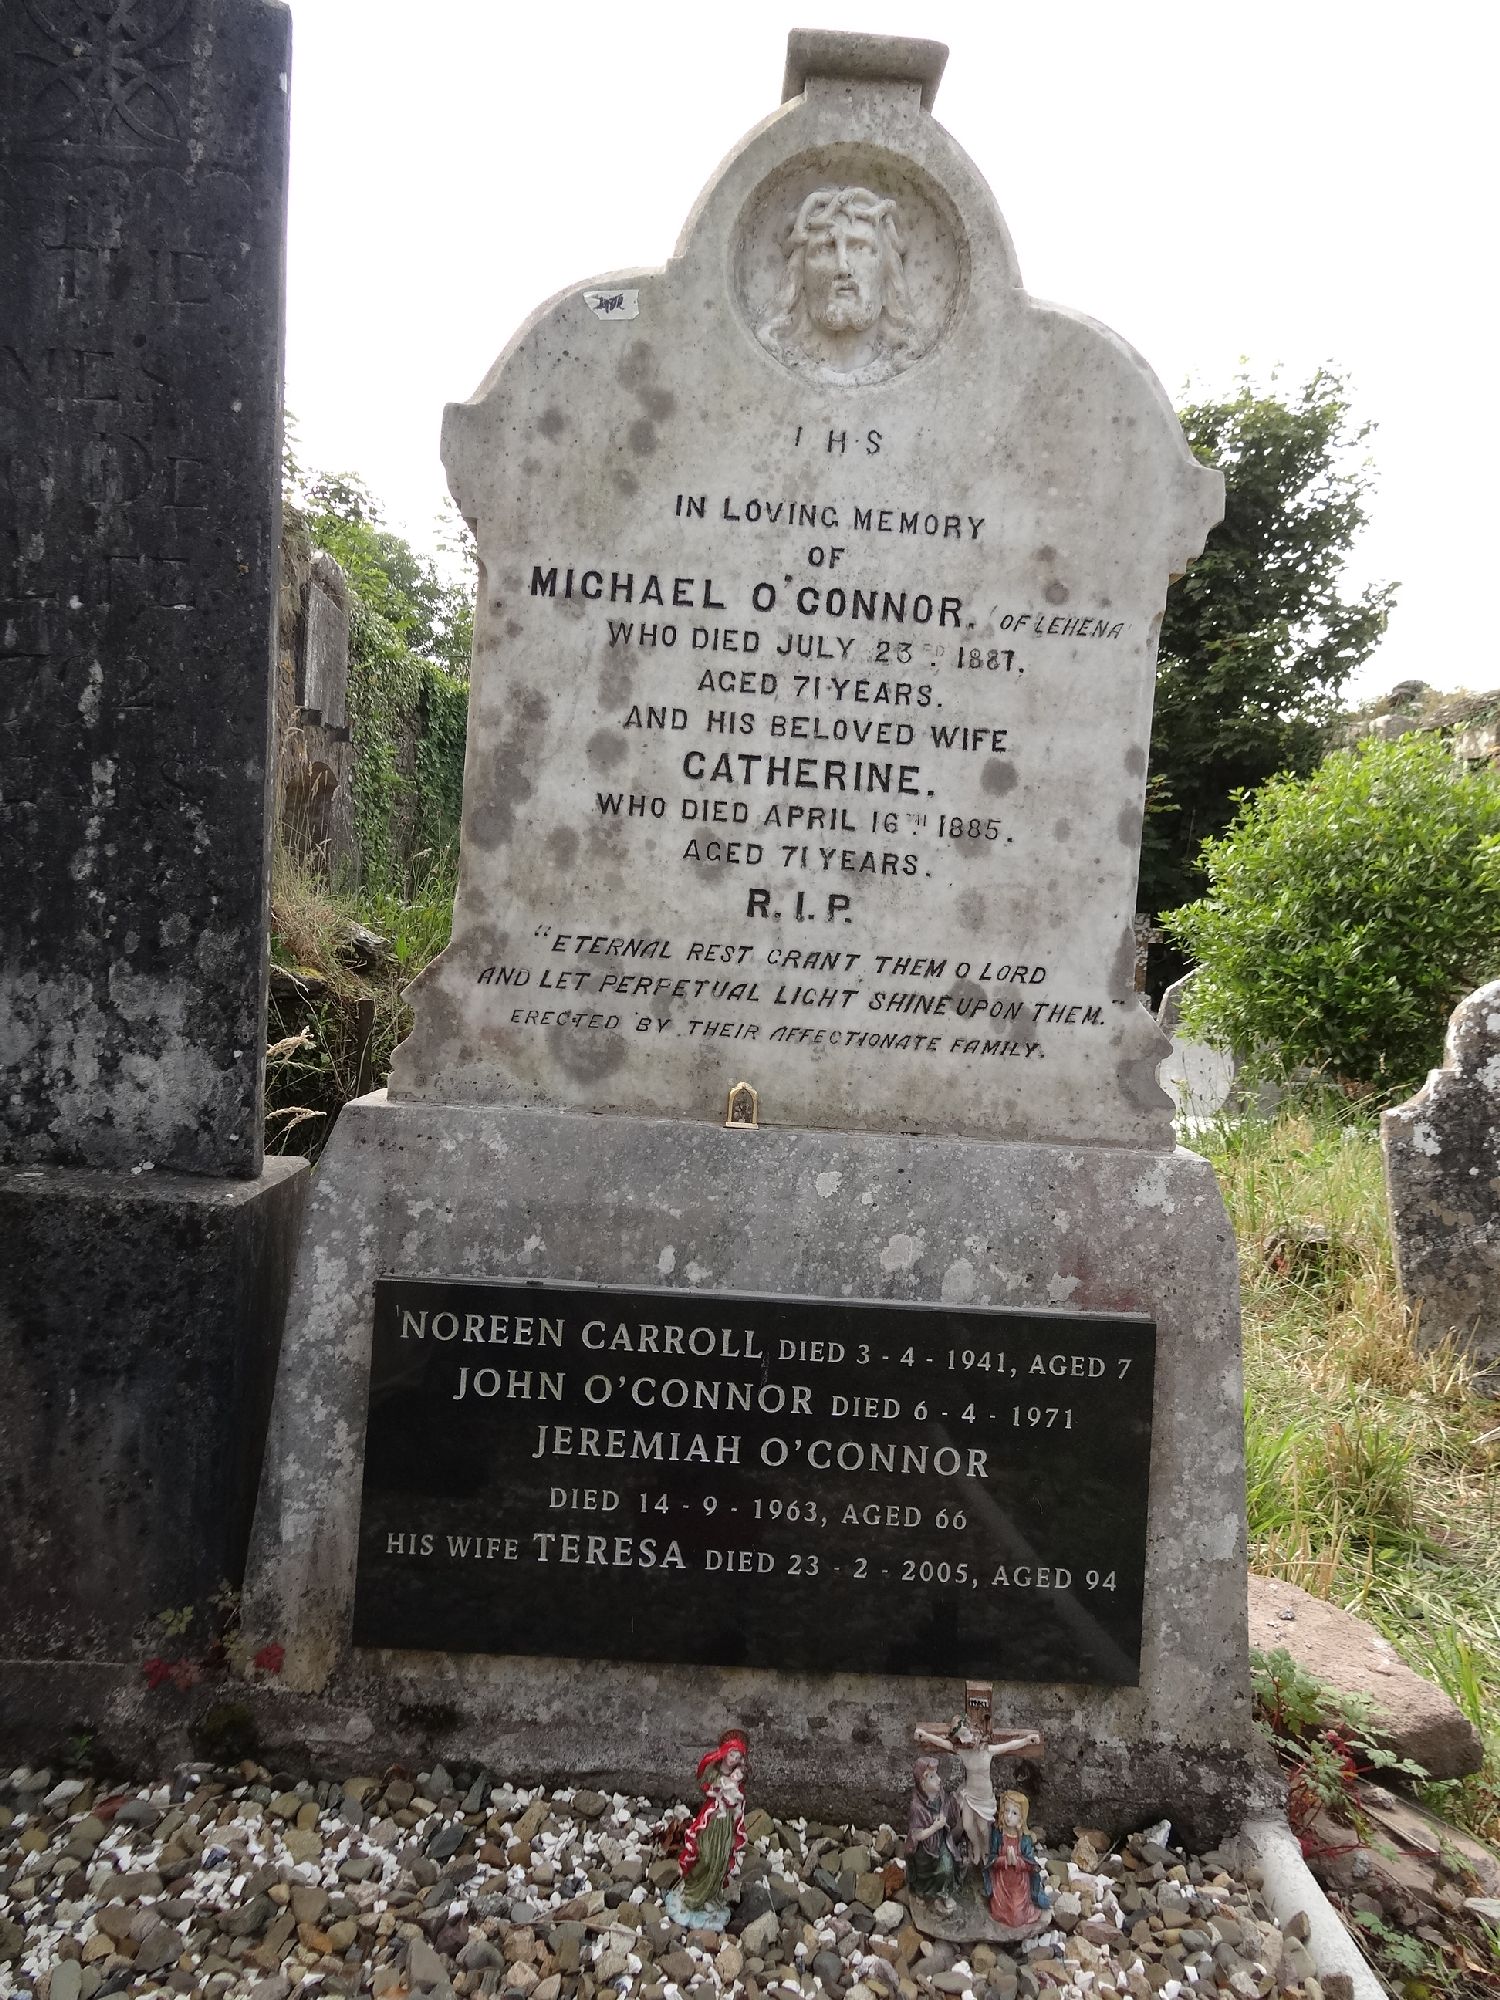 I H S
IN LOVING MEMORY
OF
MICHAEL O'CONNOR. (OF LEHENA)
WHO DIED JULY 23RD. 1887.
AGED 71 YEARS.
AND HIS BELOVED WIFE
CATHERINE.
WHO DIED APRIL 16TH 1885.
AGED 71 YEARS.
R.I.P.
"ETERNAL REST GRANT THEM O LORD
AND LET PERPETUAL LIGHT SHINE UPON THEM."
ERECTED BY THEIR AFFECTIONATE FAMILY.
NOREEN CARROLL DIED 3 - 4 - 1941, AGED 7
JOHN O'CONNOR DIED 6 - 4 - 1971
JEREMIAH O'CONNOR
DIED 14 - 9 - 1963, AGED 66
HIS WIFE TERESA DIED 23 - 2 - 2005, AGED 94
THE